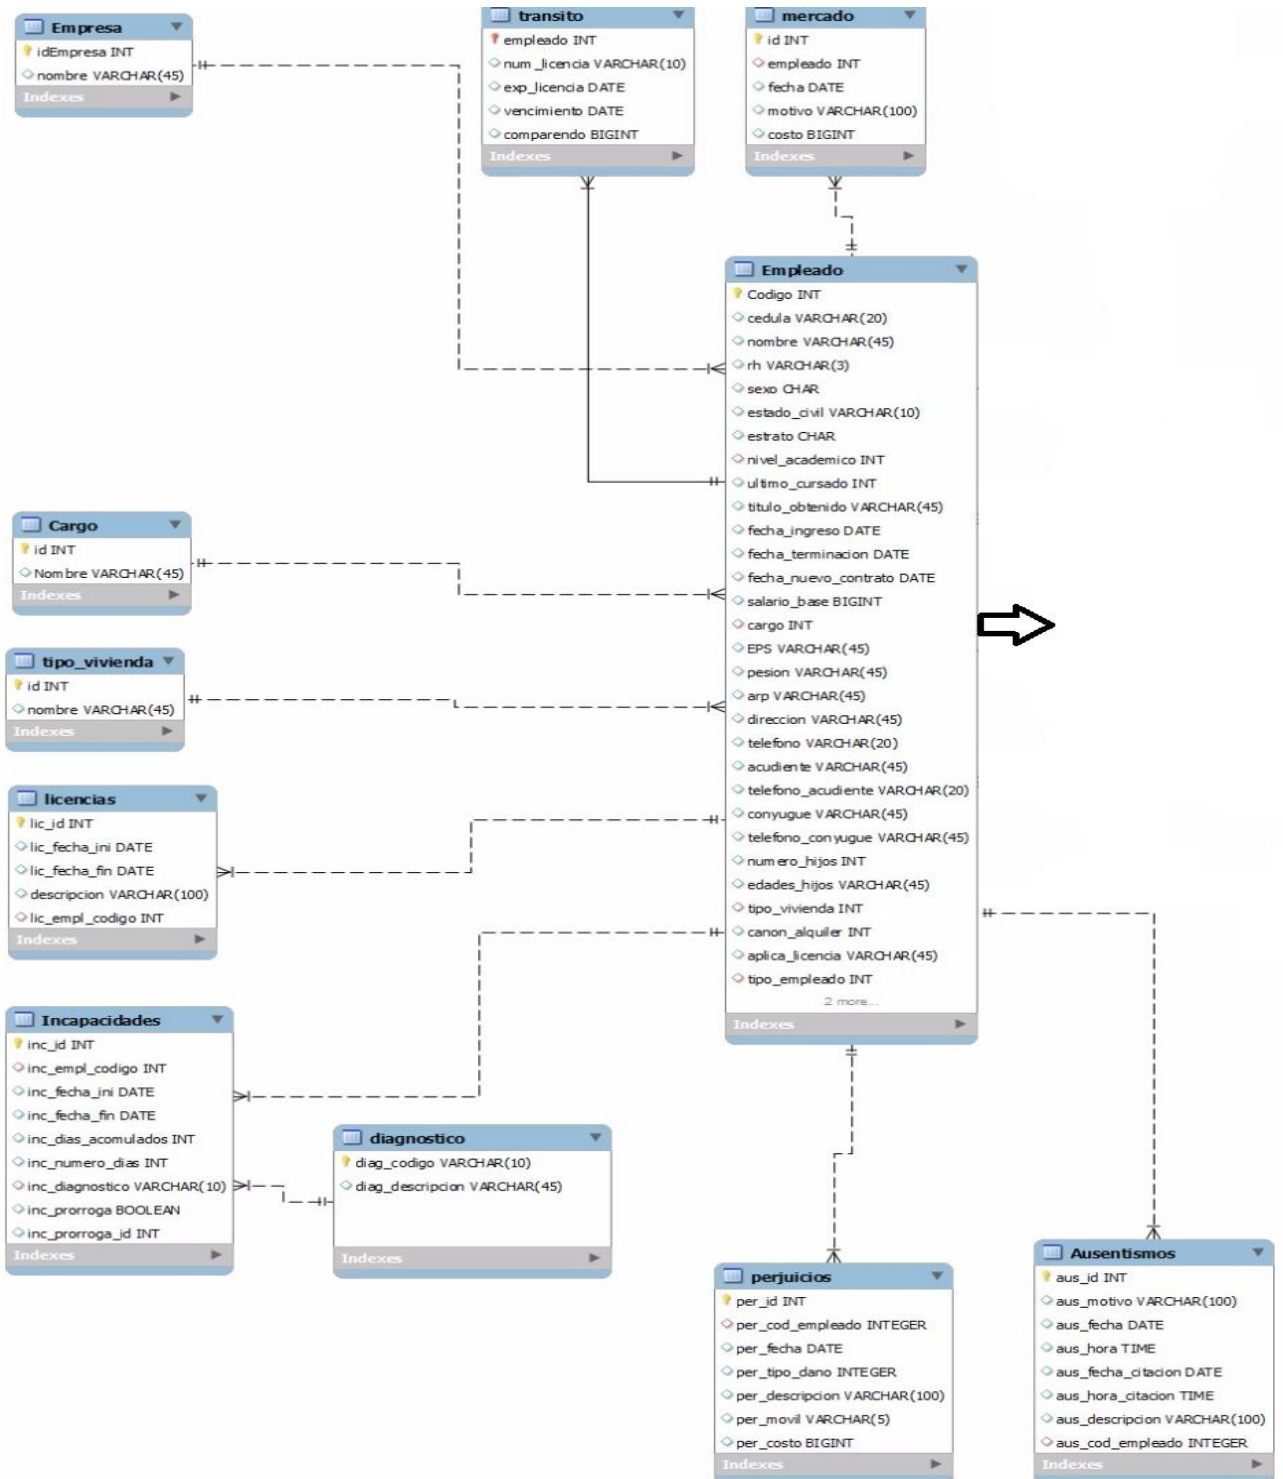 Empresa
idEmpresa INT
nombre VARCHAR(45)
Indexes
transito
empleado INT
num _licencia VARCHAR(10)
exp_licencia DATE
vencimiento DATE
comparendo BIGINT
Indexes
mercado
id INT
empleado INT
fecha DATE
motivo VARCHAR(100)
costo BIGINT
Indexes
Empleado
Codigo INT
cedula VARCHAR(20)
nombre VARCHAR(45)
rh VARCHAR(3)
sexo CHAR
estado_civil VARCHAR(10)
estrato CHAR
nivel_academico INT
ultimo_cursado INT
titulo_obtenido VARCHAR(45)
fecha_ingreso DATE
fecha_terminacion DATE
fecha_nuevo_contrato DATE
salario_base BIGINT
cargo INT
EPS VARCHAR(45)
pesion VARCHAR(45)
arp VARCHAR(45)
direccion VARCHAR(45)
telefono VARCHAR(20)
acudiente VARCHAR(45)
telefono_acudiente VARCHAR(20)
conyugue VARCHAR(45)
telefono_conyugue VARCHAR(45)
numero_hijos INT
edades_hijos VARCHAR(45)
tipo_vivienda INT
canon_alquiler INT
aplica_licencia VARCHAR(45)
tipo_empleado INT
2 more...
Indexes
Cargo
id INT
Nombre VARCHAR(45)
Indexes
tipo_vivienda
id INT
nombre VARCHAR(45)
Indexes
licencias
lic_id INT
lic_fecha_ini DATE
lic_fecha_fin DATE
descripcion VARCHAR(100)
lic_empl_codigo INT
Indexes
Incapacidades
inc_id INT
inc_empl_codigo INT
inc_fecha_ini DATE
inc_fecha_fin DATE
inc_dias_acomulados INT
inc_numero_dias INT
inc_diagnostico VARCHAR(10)
inc_prorroga BOOLEAN
inc_prorroga_id INT
Indexes
diagnostico
diag_codigo VARCHAR(10)
diag_descripcion VARCHAR(45)
Indexes
perjuicios
per_id INT
per_cod_empleado INTEGER
per_fecha DATE
per_tipo_dano INTEGER
per_descripcion VARCHAR(100)
per_movil VARCHAR(5)
per_costo BIGINT
Indexes
Ausentismos
aus_id INT
aus_motivo VARCHAR(100)
aus_fecha DATE
aus_hora TIME
aus_fecha_citacion DATE
aus_hora_citacion TIME
aus_descripcion VARCHAR(100)
aus_cod_empleado INTEGER
Indexes